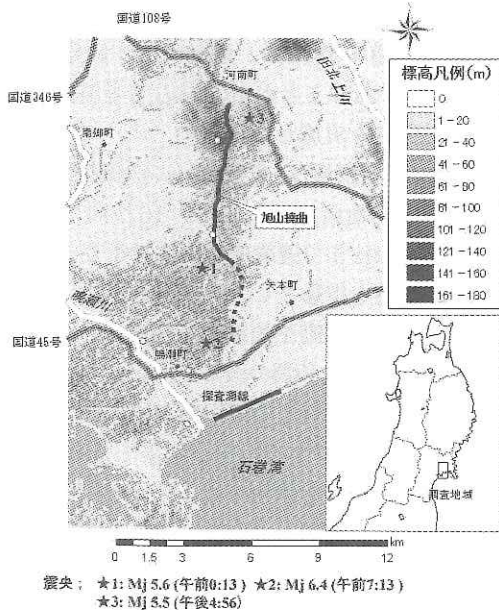 国道108号
国道346号
河南町
旧北上川
南郷町
★3
旭山撓曲
★1
矢本町
鳴瀬川
国道45号
★2
鳴瀬町
探査測線
石巻湾
標高凡例(m)
0
1-20
21-40
41-60
61-80
81-100
101-120
121-140
141-160
161-180
調査地域
0 1.5 3 6 9 12
km
震央; ★1: Mj 5.6 (午前0:13) ★2: Mj 6.4 (午前7:13)
★3: Mj 5.5 (午後4:56)